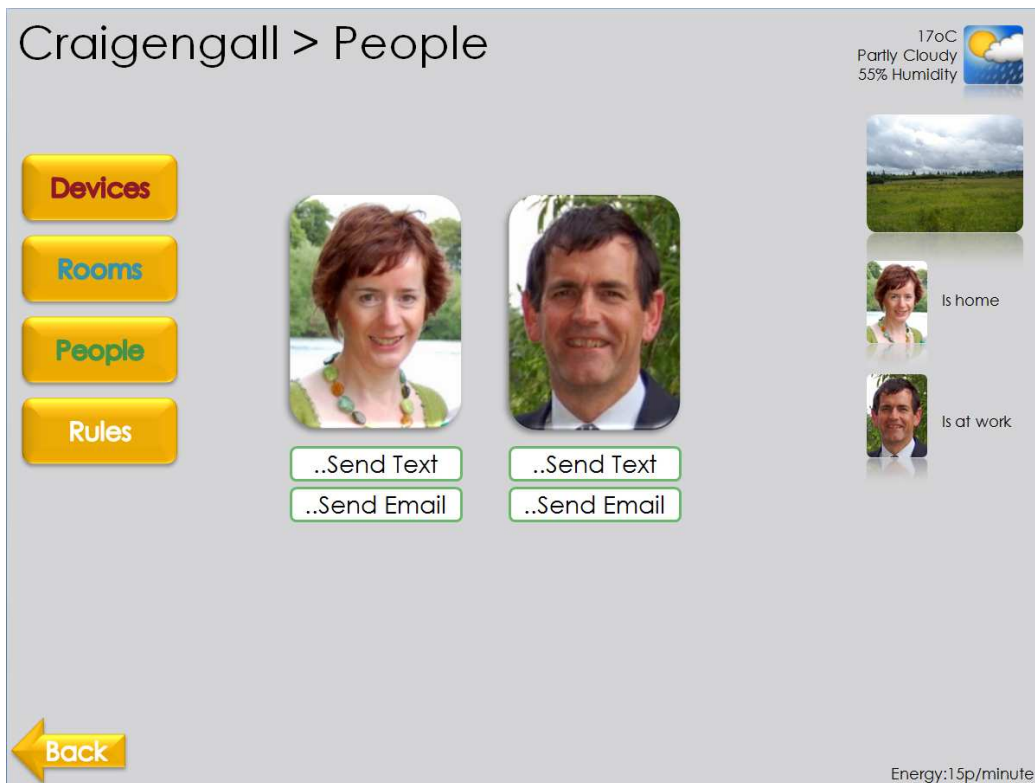 Craigengall > People
17oC
Partly Cloudy
55% Humidity
Devices
Rooms
People
Rules
..Send Text
..Send Email
..Send Text
..Send Email
Is home
Is at work
Back
Energy:15p/minute